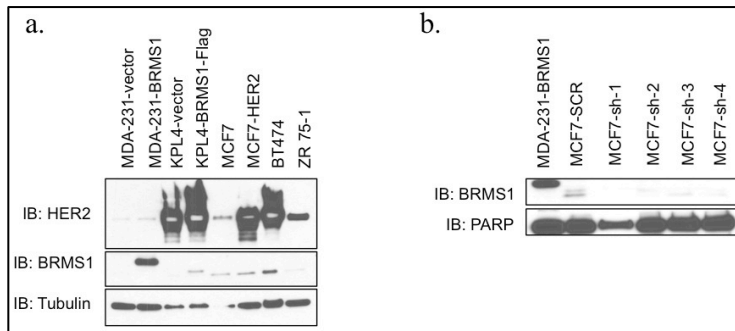 a.
MDA-231-vector
MDA-231-BRMS1
KPL4-vector
KPL4-BRMS1-Flag
MCF7
MCF7-HER2
BT474
ZR 75-1
IB: HER2
IB: BRMS1
IB: Tubulin
b.
MDA-231-BRMS1
MCF7-SCR
MCF7-sh-1
MCF7-sh-2
MCF7-sh-3
MCF7-sh-4
IB: BRMS1
IB: PARP